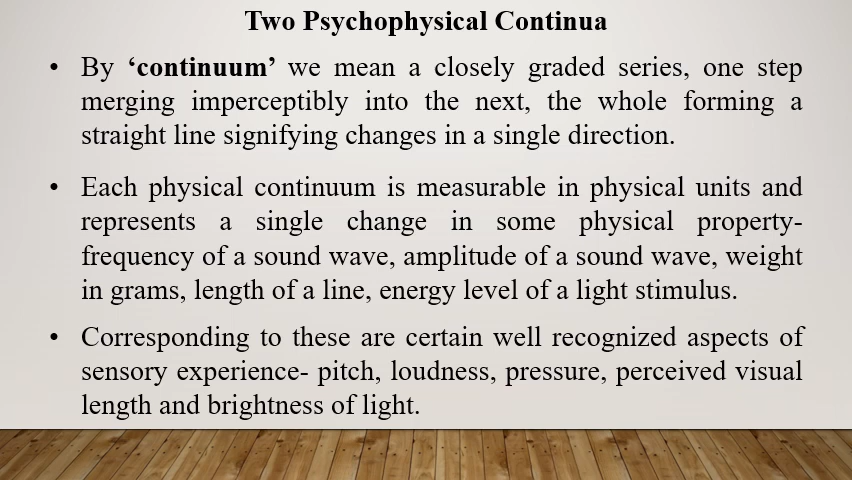 Two Psychophysical Continua
• By ‘continuum’ we mean a closely graded series, one step
merging imperceptibly into the next, the whole forming a
straight line signifying changes in a single direction.
• Each physical continuum is measurable in physical units and
represents a single change in some physical property-
frequency of a sound wave, amplitude of a sound wave, weight
in grams, length of a line, energy level of a light stimulus.
• Corresponding to these are certain well recognized aspects of
sensory experience- pitch, loudness, pressure, perceived visual
length and brightness of light.